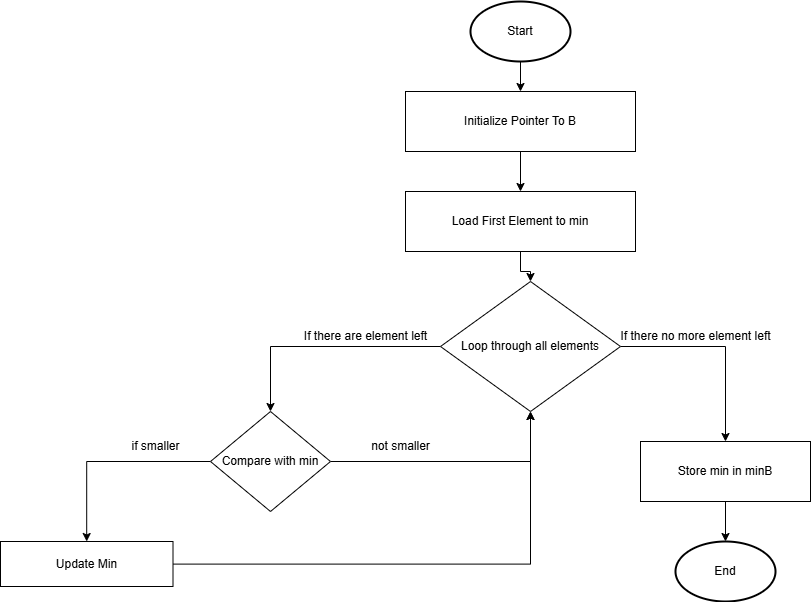 Start
Initialize Pointer To B
Load First Element to min
If there are element left
If there no more element left
Loop through all elements
if smaller
not smaller
Compare with min
Store min in minB
Update Min
End